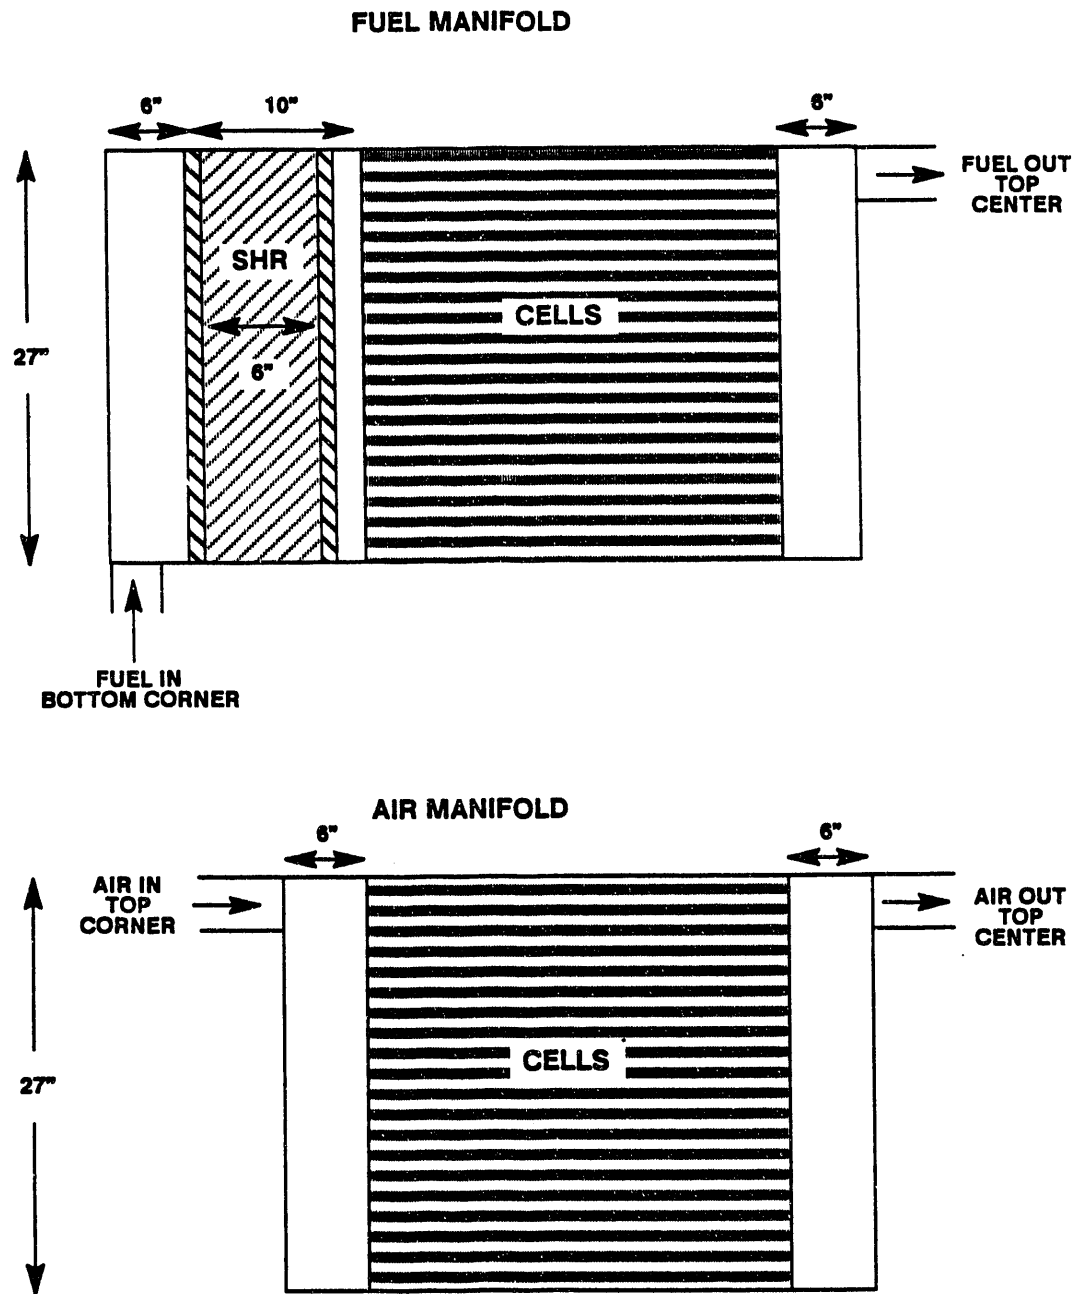 FUEL MANIFOLD
6"
10"
6"
FUEL OUT
TOP
CENTER
SHR
CELLS
27"
6"
FUEL IN
BOTTOM CORNER
AIR MANIFOLD
6"
6"
AIR IN
TOP
CORNER
AIR OUT
TOP
CENTER
CELLS
27"